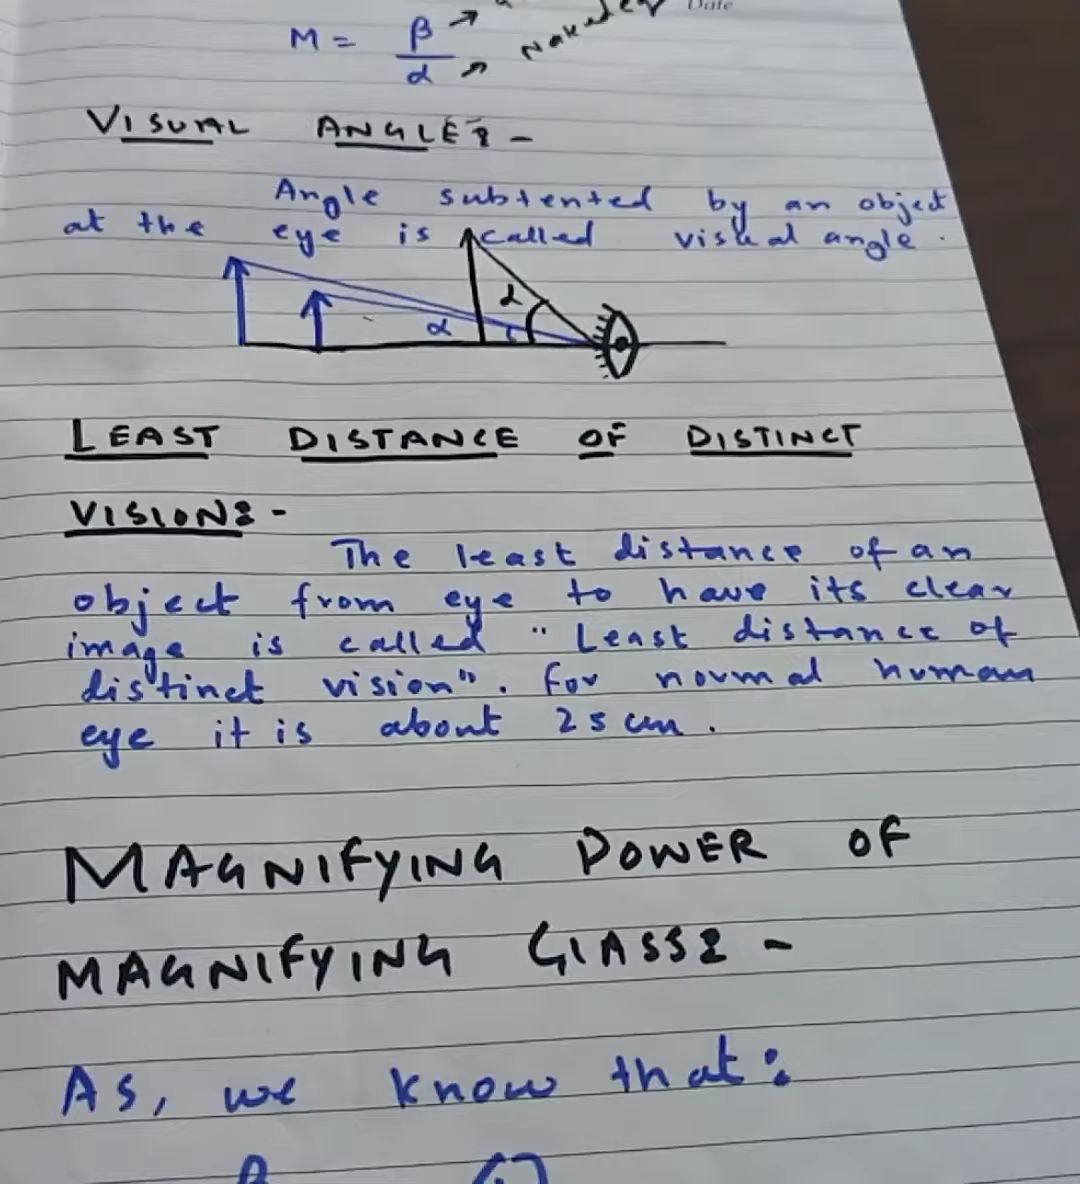 Date
M = β/α
VISUAL ANGLE:-
Angle subtented by an object
at the eye is called visual angle.
α
α
LEAST DISTANCE OF DISTINCT
VISION:-
The least distance of an
object from eye to have its clear
image is called "Least distance of
distinct vision". for normal human
eye it is about 25 cm.
MAGNIFYING POWER OF
MAGNIFYING GlASS:-
As, we know that: